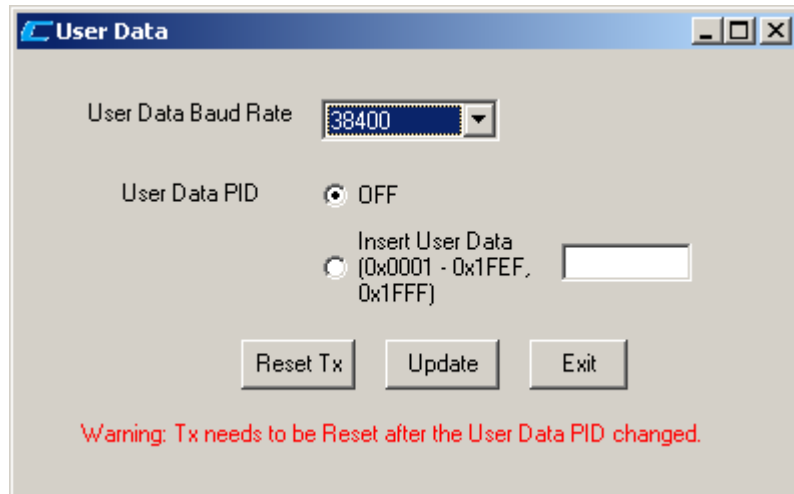 User Data
User Data Baud Rate
38400
User Data PID
OFF
Insert User Data
(0x0001 - 0x1FEF,
0x1FFF)
Reset Tx
Update
Exit
Warning: Tx needs to be Reset after the User Data PID changed.